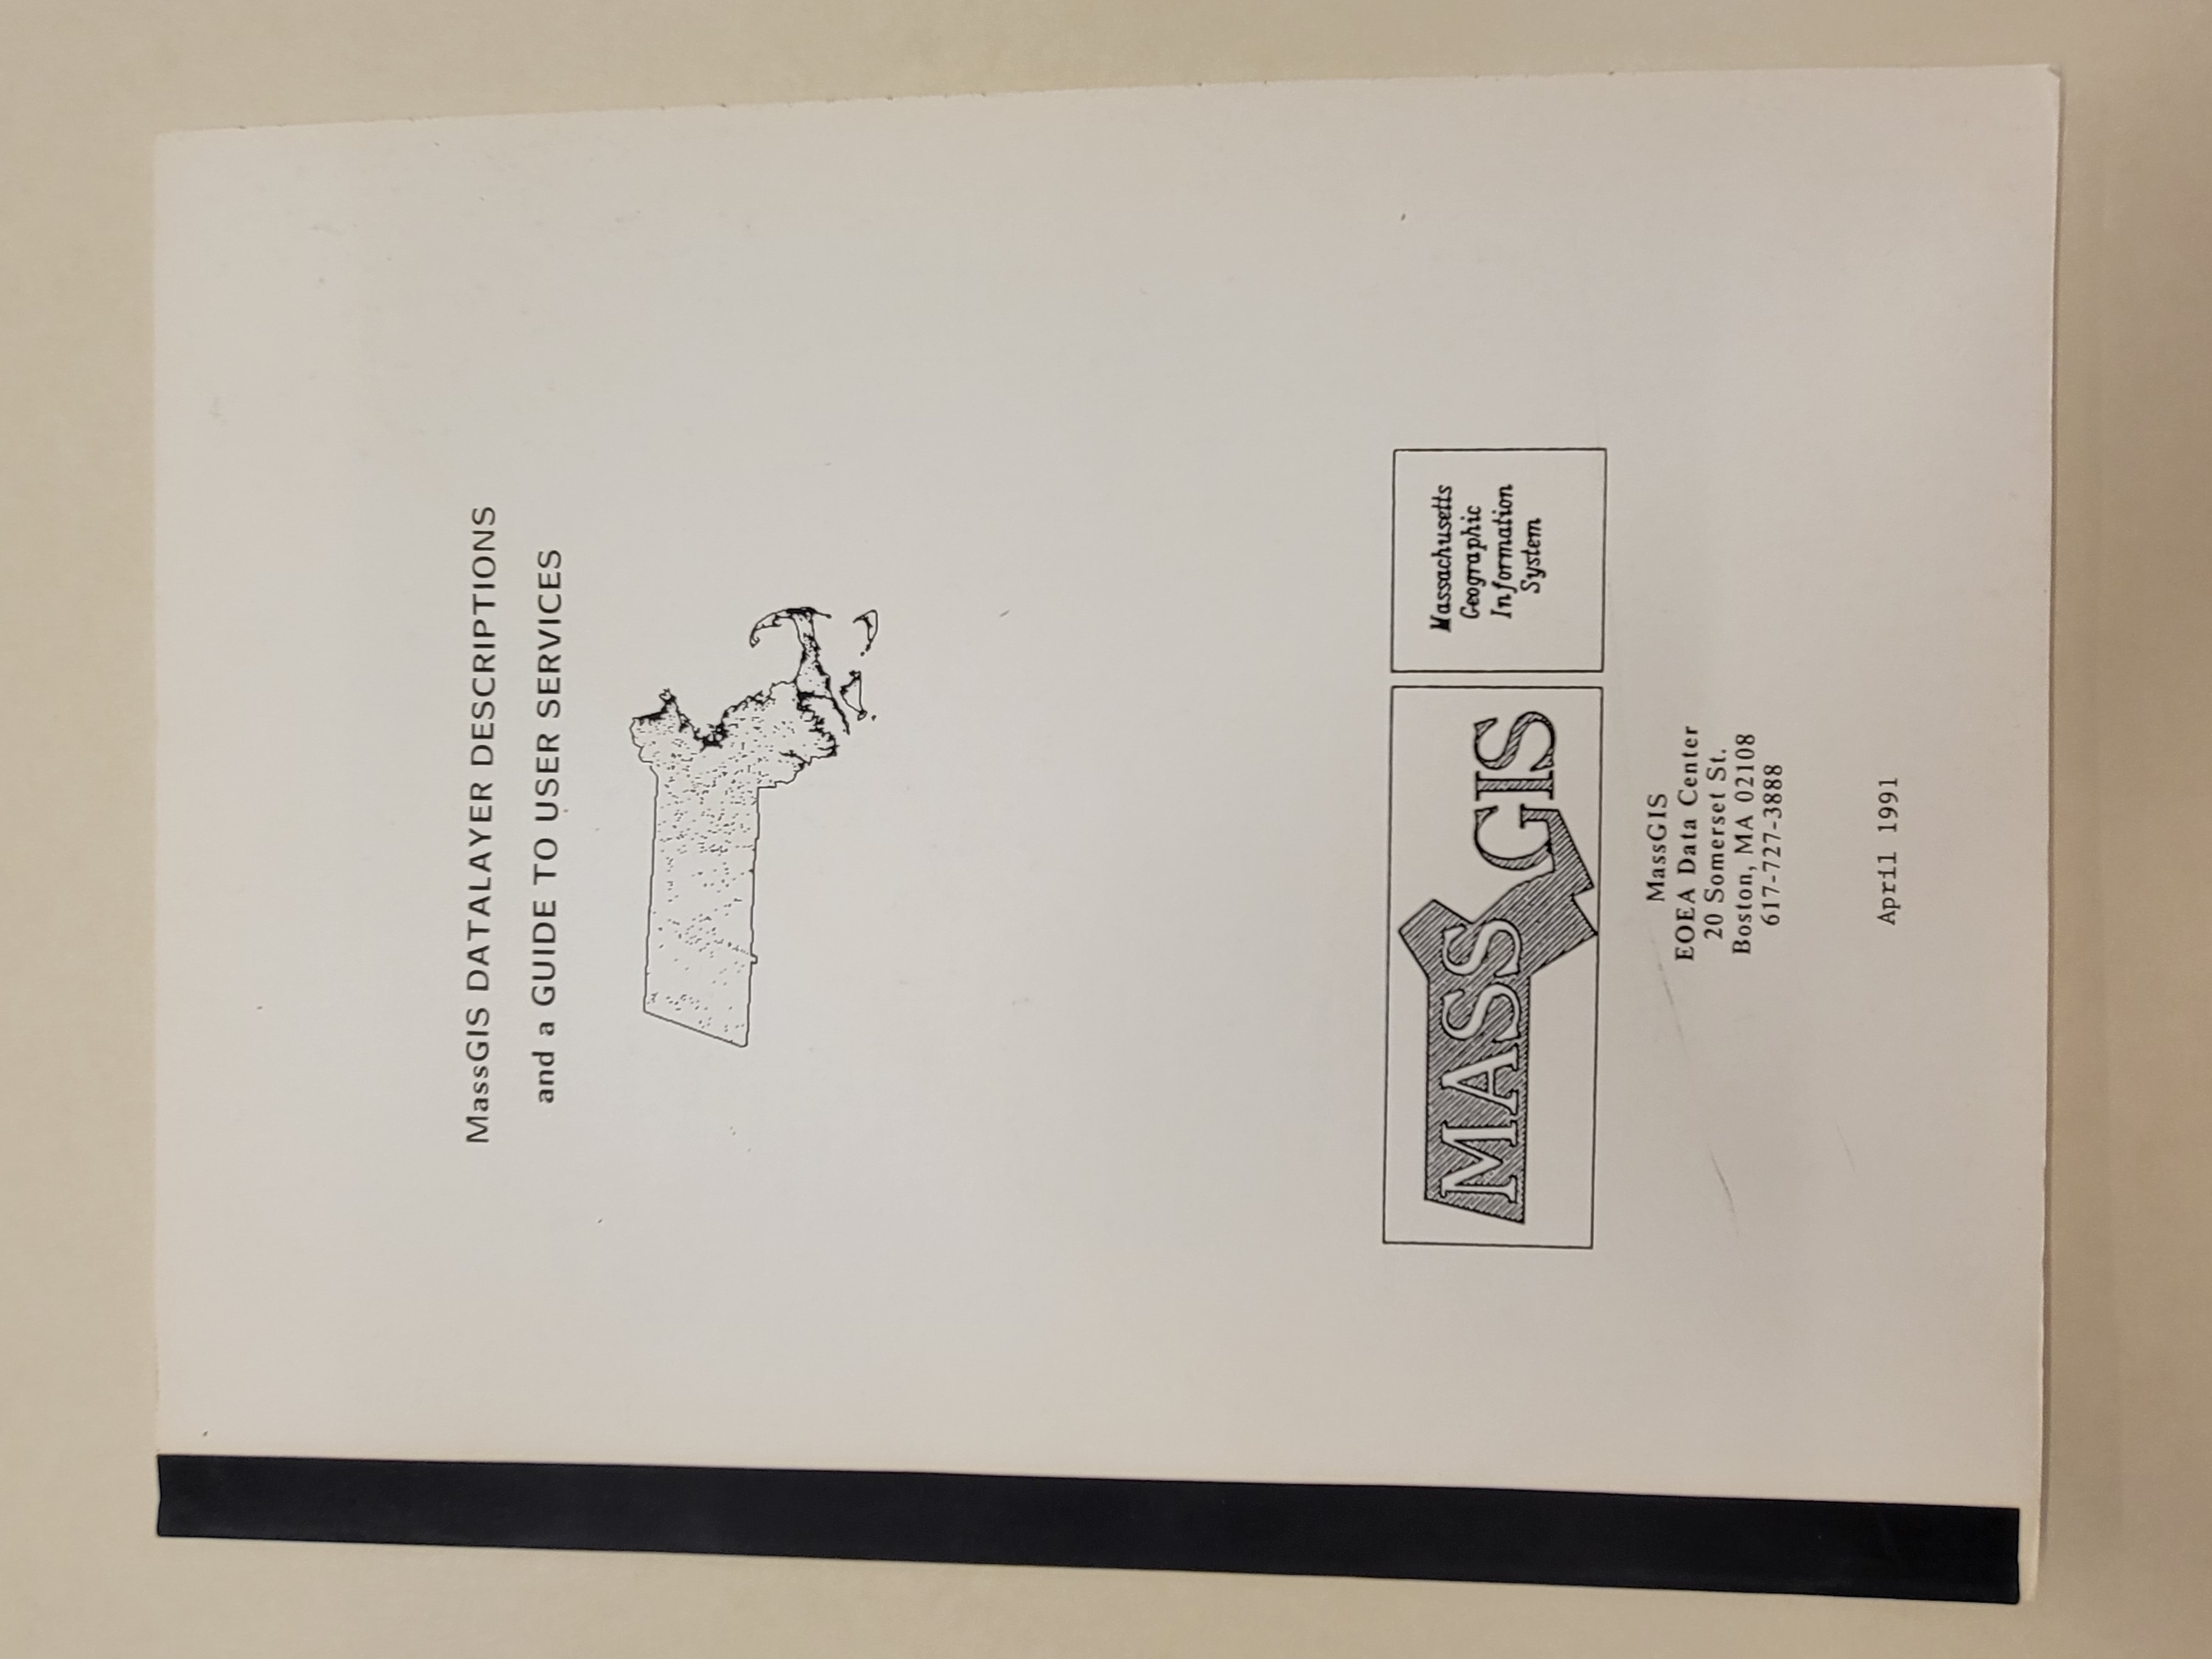 MassGIS DATALAYER DESCRIPTIONS
and a GUIDE TO USER SERVICES
MASS GIS
Massachusetts
Geographic
Information
System
MassGIS
EOEA Data Center
20 Somerset St.
Boston, MA 02108
617-727-3888
April 1991